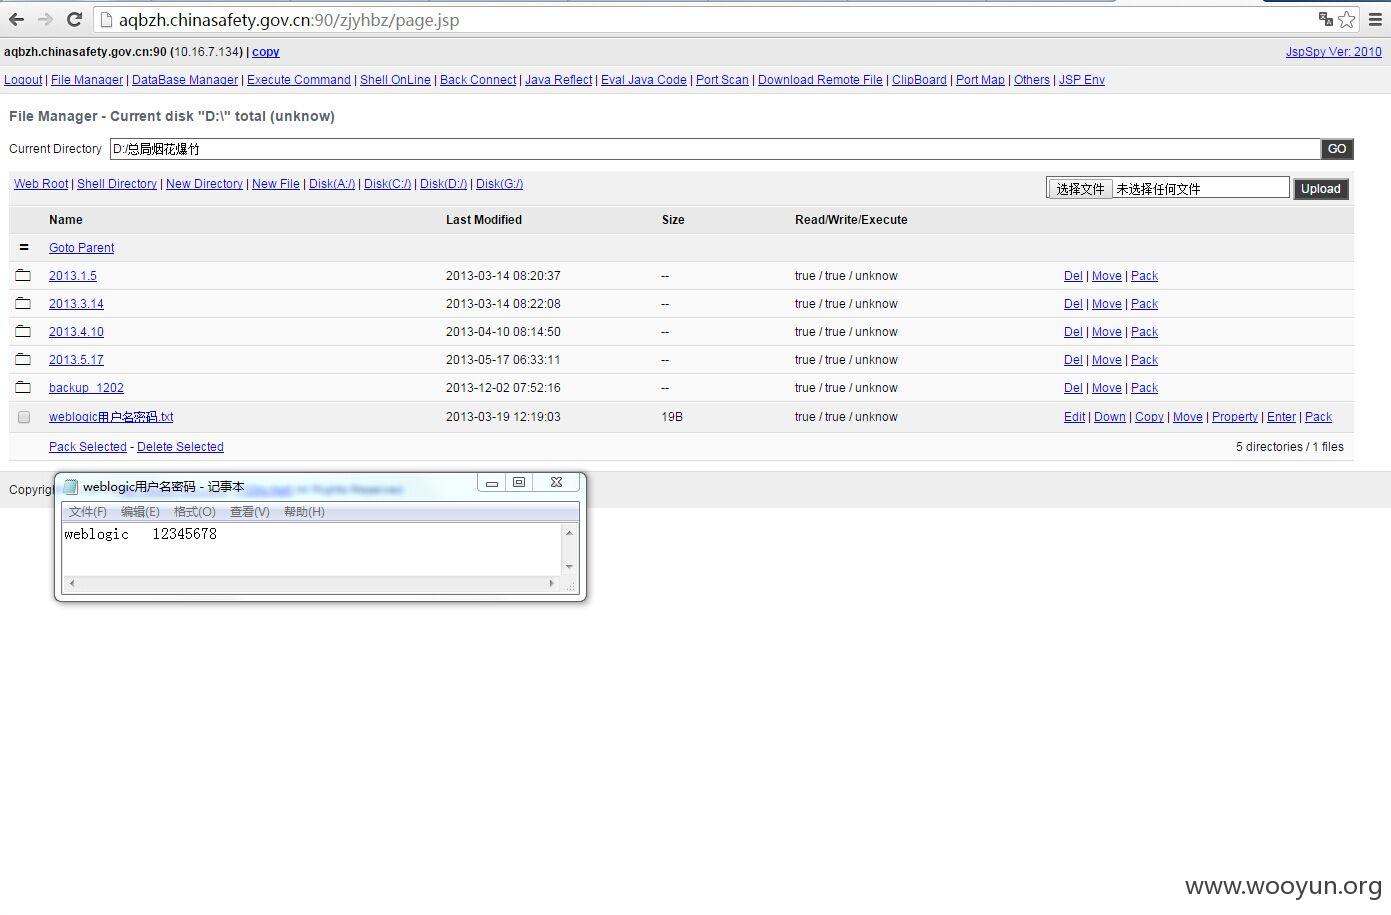 aqbzh.chinasafety.gov.cn:90/zjyhbz/page.jsp
aqbzh.chinasafety.gov.cn:90 (10.16.7.134) | copy JspSpy Ver: 2010
Logout | File Manager | DataBase Manager | Execute Command | Shell OnLine | Back Connect | Java Reflect | Eval Java Code | Port Scan | Download Remote File | ClipBoard | Port Map | Others | JSP Env
File Manager - Current disk "D:\" total (unknow)
Current Directory D:/总局烟花爆竹 GO
Web Root | Shell Directory | New Directory | New File | Disk(A:/) | Disk(C:/) | Disk(D:/) | Disk(G:/) 选择文件 未选择任何文件 Upload
Name Last Modified Size Read/Write/Execute
= Goto Parent
2013.1.5 2013-03-14 08:20:37 -- true / true / unknow Del | Move | Pack
2013.3.14 2013-03-14 08:22:08 -- true / true / unknow Del | Move | Pack
2013.4.10 2013-04-10 08:14:50 -- true / true / unknow Del | Move | Pack
2013.5.17 2013-05-17 06:33:11 -- true / true / unknow Del | Move | Pack
backup_1202 2013-12-02 07:52:16 -- true / true / unknow Del | Move | Pack
weblogic用户名密码.txt 2013-03-19 12:19:03 19B true / true / unknow Edit | Down | Copy | Move | Property | Enter | Pack
Pack Selected - Delete Selected 5 directories / 1 files
weblogic用户名密码 - 记事本
文件(F) 编辑(E) 格式(O) 查看(V) 帮助(H)
weblogic 12345678
www.wooyun.org